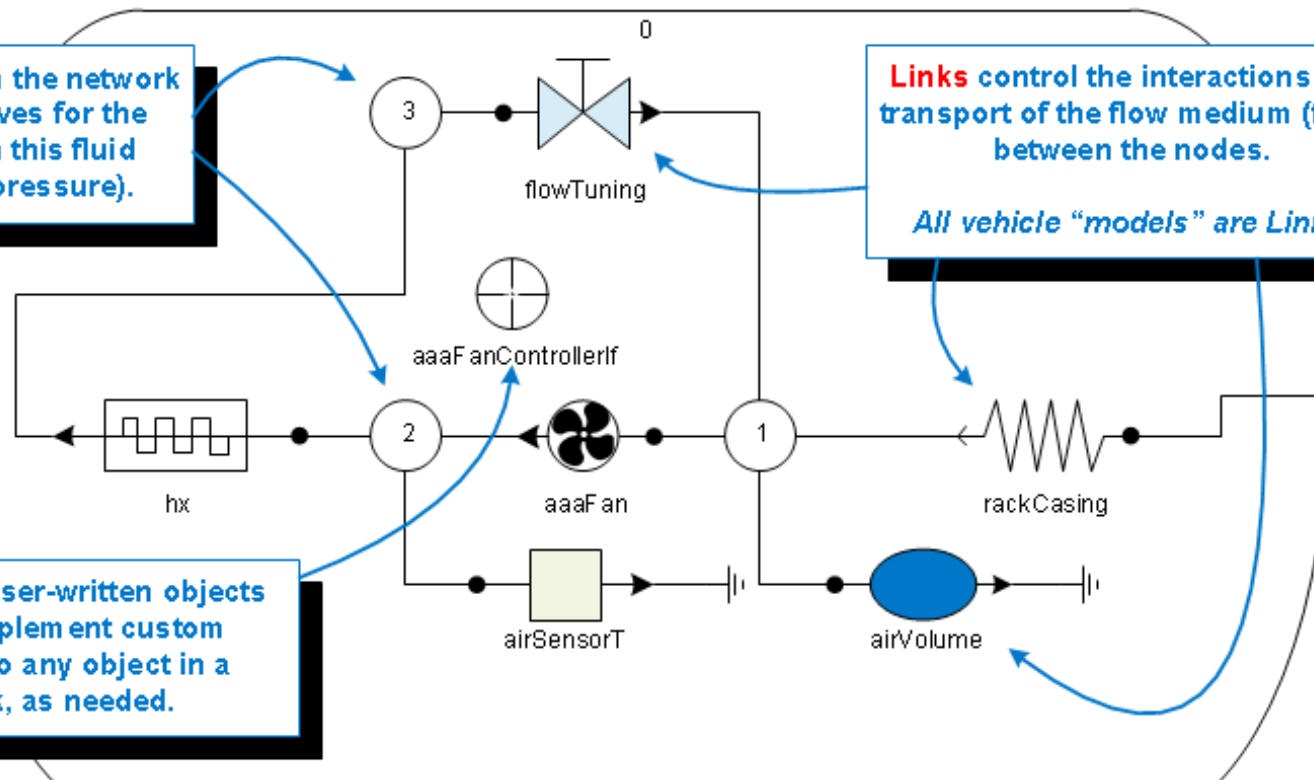 0
the network
ves for the
this fluid
pressure).
3
flowTuning
Links control the interactions
transport of the flow medium (
between the nodes.
All vehicle “models” are Lin
aaaFanControllerIf
2
1
hx
aaaFan
rackCasing
ser-written objects
plement custom
o any object in a
, as needed.
airSensorT
airVolume